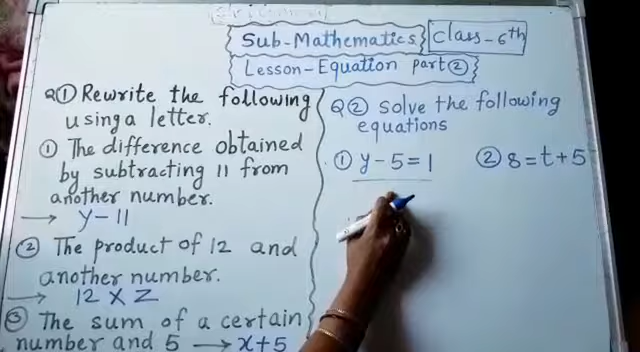 Sub-Mathematics
Class-6th
Lesson-Equation part②
Q① Rewrite the following
using a letter.
① The difference obtained
by subtracting 11 from
another number.
→ y-11
② The product of 12 and
another number.
→ 12 × Z
③ The sum of a certain
number and 5 → x+5
Q② Solve the following
equations
① y-5=1
② 8=t+5